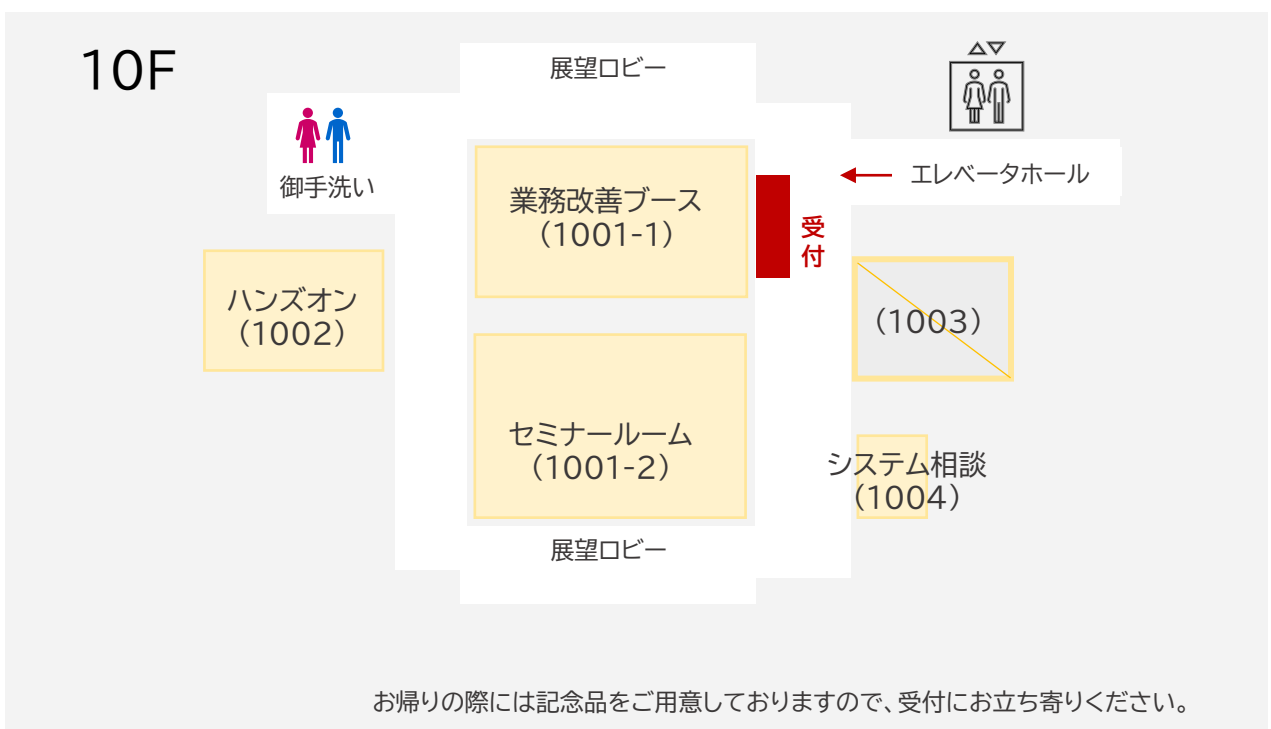 10F
展望ロビー
御手洗い
エレベータホール
業務改善ブース
(1001-1)
受付
ハンズオン
(1002)
(1003)
セミナールーム
(1001-2)
システム相談
(1004)
展望ロビー
お帰りの際には記念品をご用意しておりますので、受付にお立ち寄りください。